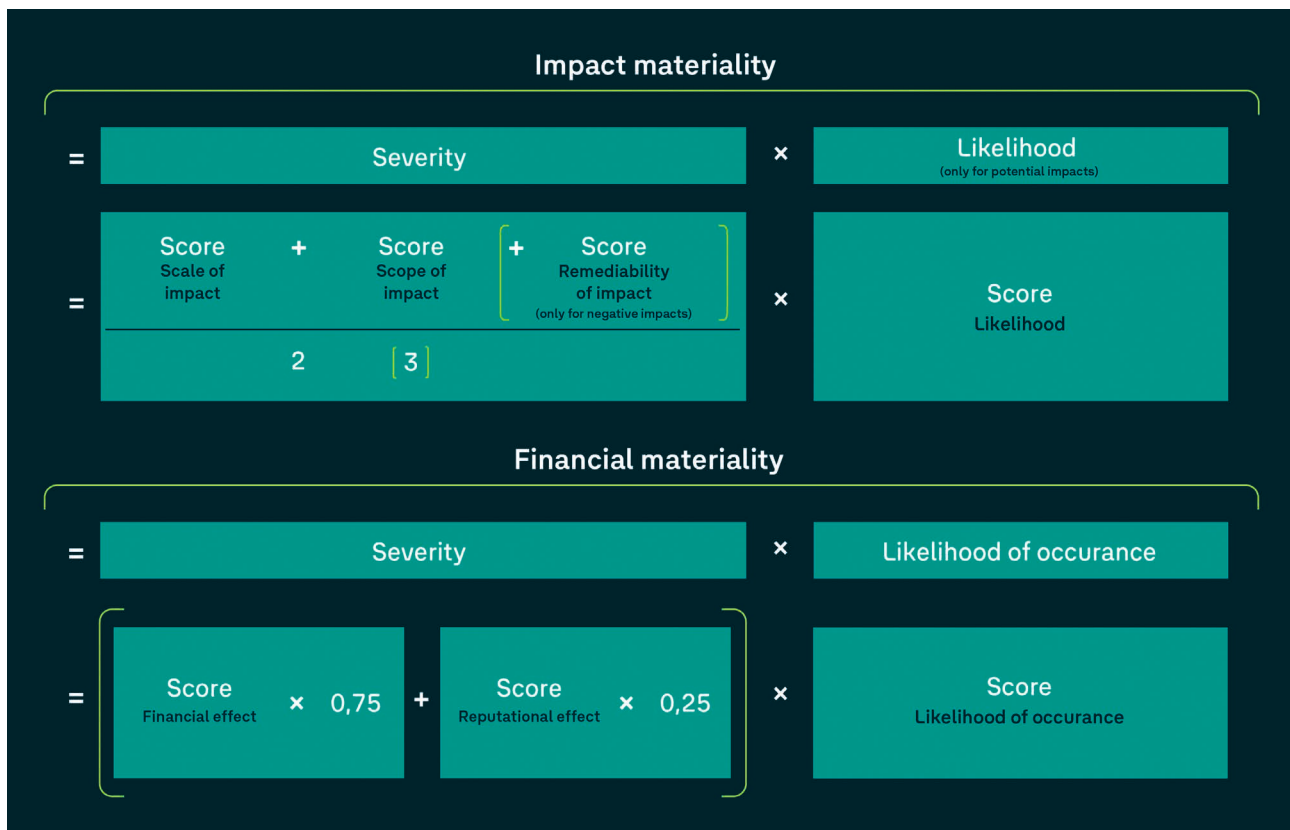 Impact materiality
= Severity × Likelihood
(only for potential impacts)
Score + Score + Score
Scale of Scope of Remediability
impact impact of impact
(only for negative impacts)
= × Score
Likelihood
2 [3]
Financial materiality
= Severity × Likelihood of occurance
= Score × 0,75 + Score × 0,25 × Score
Financial effect Reputational effect Likelihood of occurance